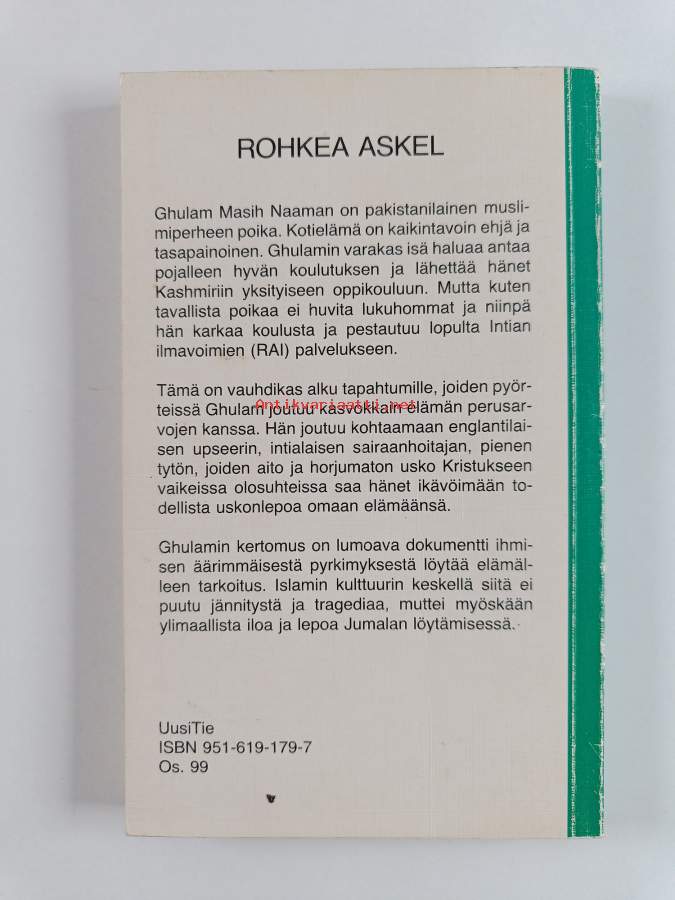 ROHKEA ASKEL
Ghulam Masih Naaman on pakistanilainen musli-
miperheen poika. Kotielämä on kaikintavoin ehjä ja
tasapainoinen. Ghulamin varakas isä haluaa antaa
pojalleen hyvän koulutuksen ja lähettää hänet
Kashmiriin yksityiseen oppikouluun. Mutta kuten
tavallista poikaa ei huvita lukuhommat ja niinpä
hän karkaa koulusta ja pestautuu lopulta Intian
ilmavoimien (RAI) palvelukseen.
Tämä on vauhdikas alku tapahtumille, joiden pyör-
teissä Ghulam joutuu kasvokkain elämän perusar-
Antikvariaatti.net
vojen kanssa. Hän joutuu kohtaamaan englantilai-
sen upseerin, intialaisen sairaanhoitajan, pienen
tytön, joiden aito ja horjumaton usko Kristukseen
vaikeissa olosuhteissa saa hänet ikävöimään to-
dellista uskonlepoa omaan elämäänsä.
Ghulamin kertomus on lumoava dokumentti ihmi-
sen äärimmäisestä pyrkimyksestä löytää elämäl-
leen tarkoitus. Islamin kulttuurin keskellä siitä ei
puutu jännitystä ja tragediaa, muttei myöskään
ylimaallista iloa ja lepoa Jumalan löytämisessä.
UusiTie
ISBN 951-619-179-7
Os. 99